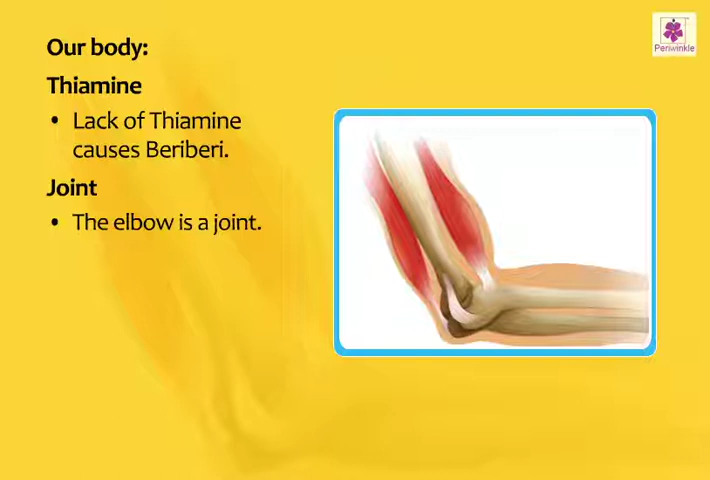 Our body:
Periwinkle
Thiamine
• Lack of Thiamine
causes Beriberi.
Joint
• The elbow is a joint.